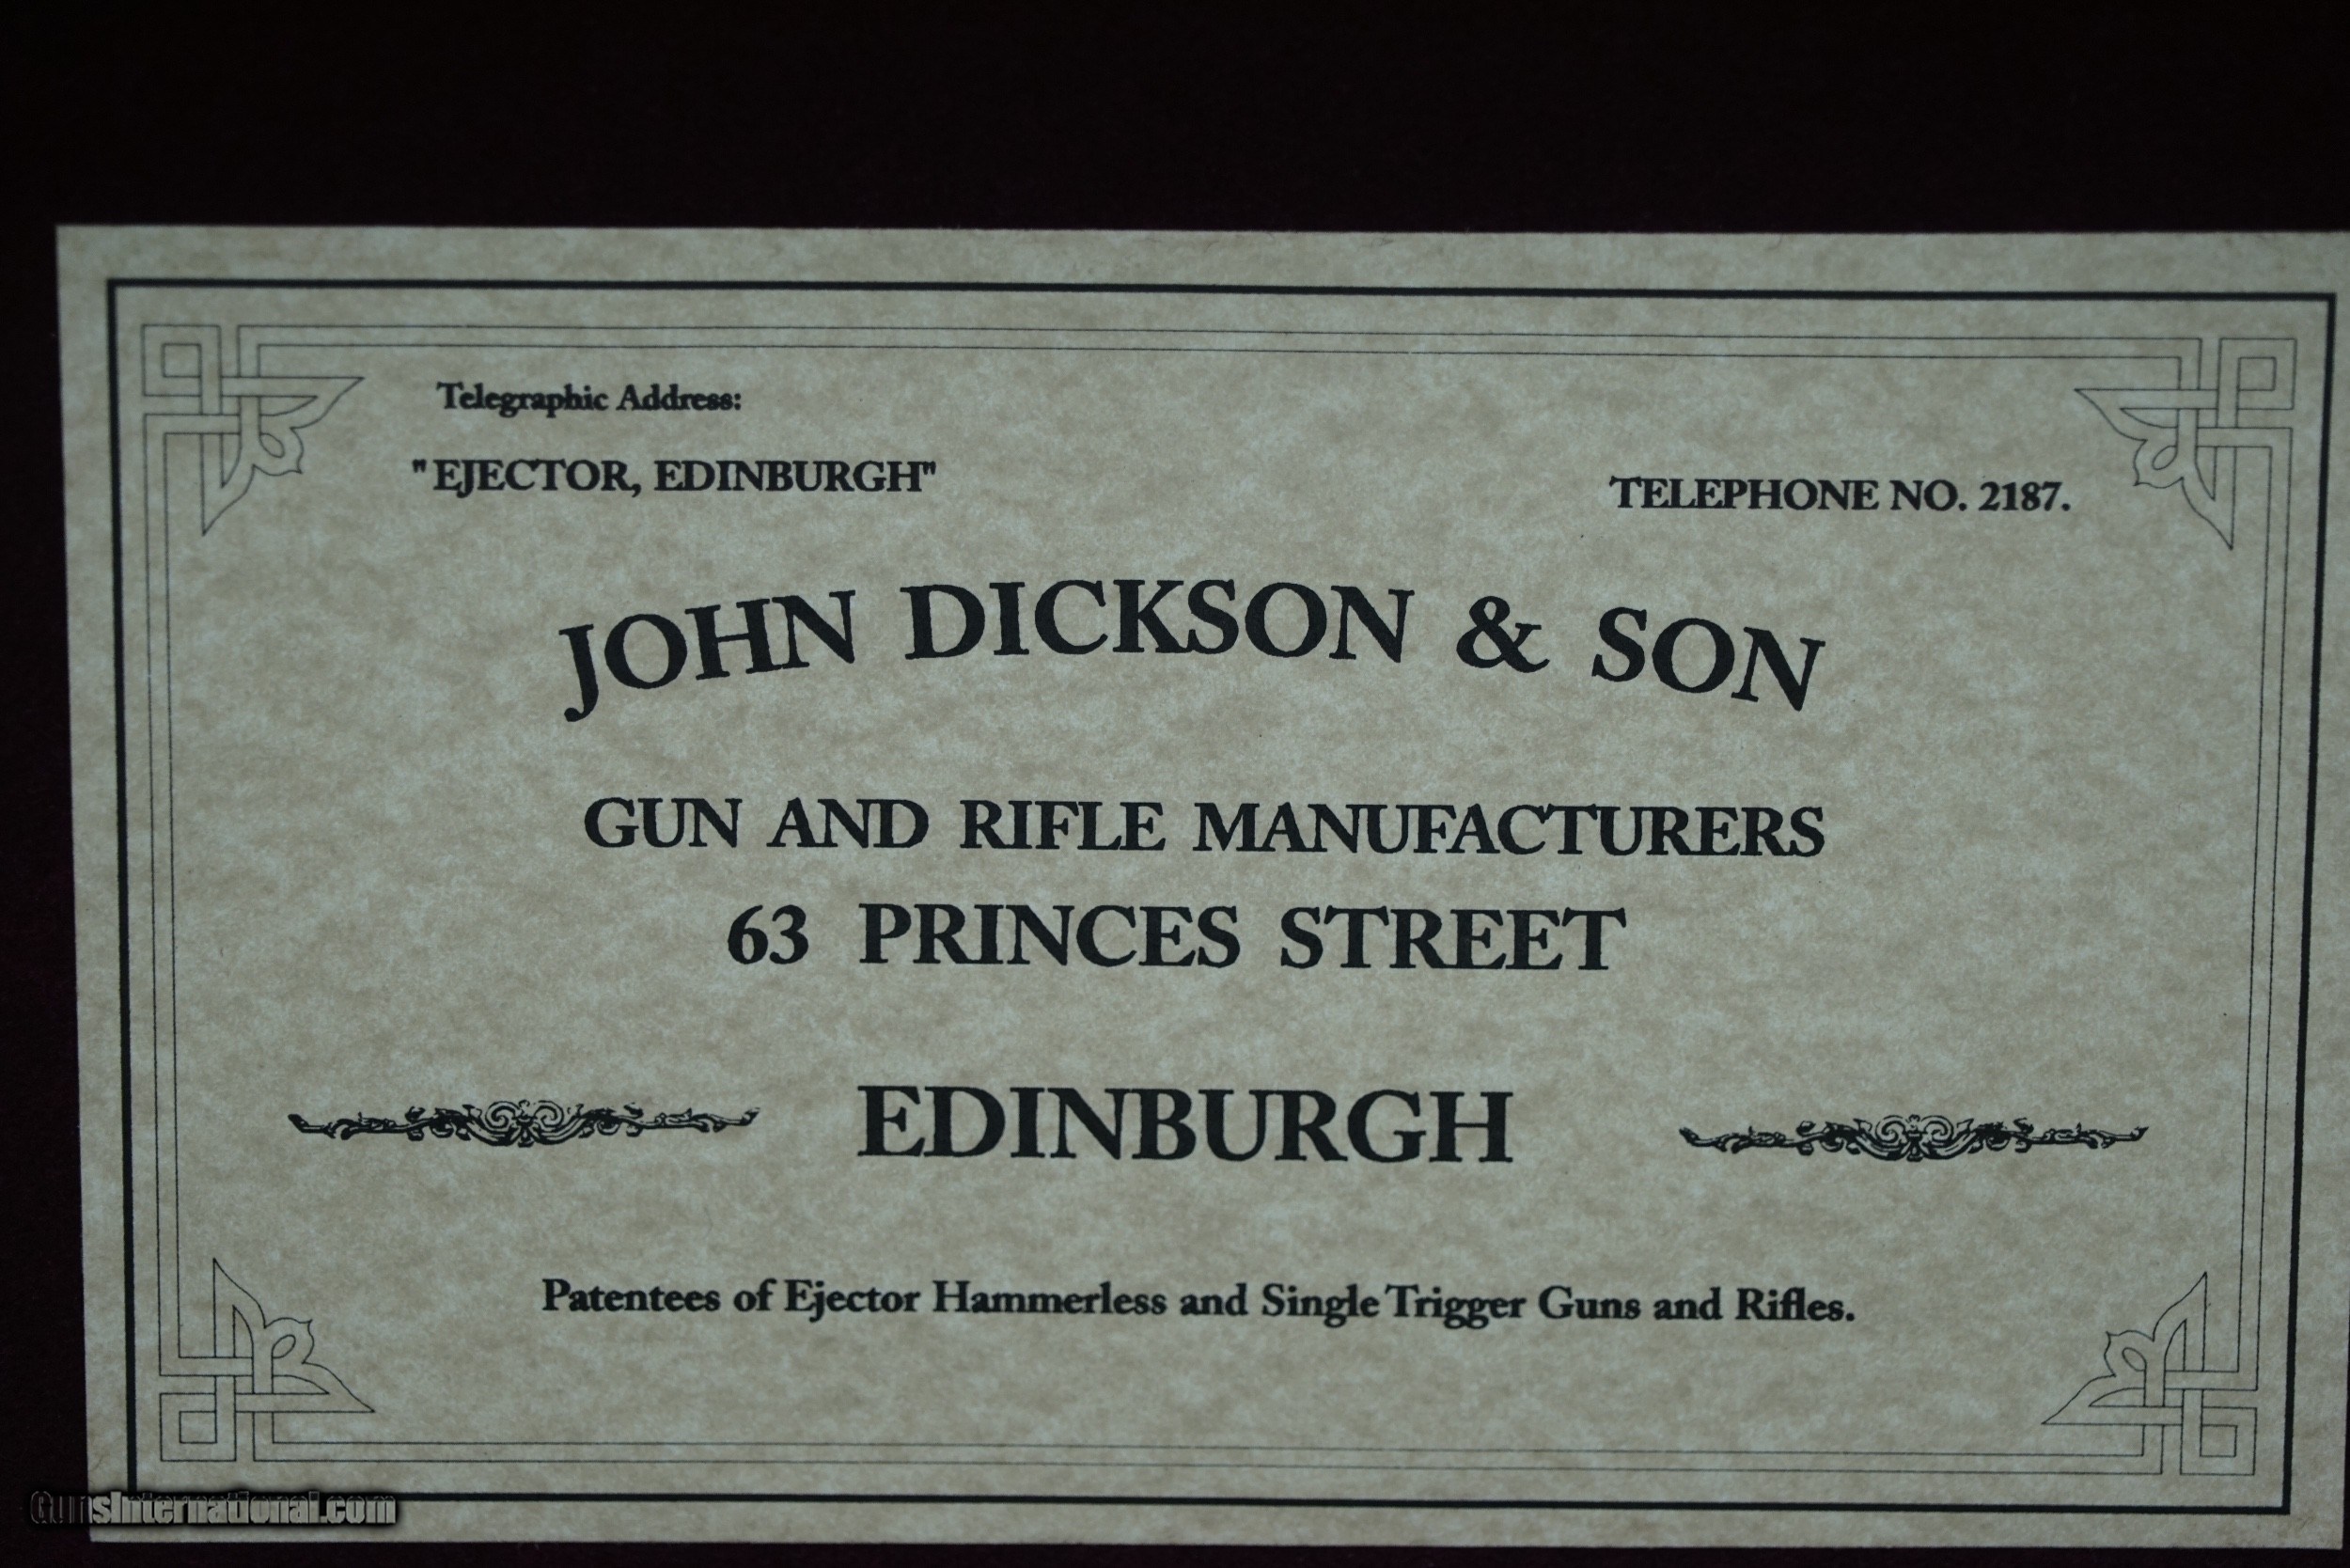 Telegraphic Address:
"EJECTOR, EDINBURGH"
TELEPHONE NO. 2187.
JOHN DICKSON & SON
GUN AND RIFLE MANUFACTURERS
63 PRINCES STREET
EDINBURGH
Patentees of Ejector Hammerless and Single Trigger Guns and Rifles.
GunsInternational.com